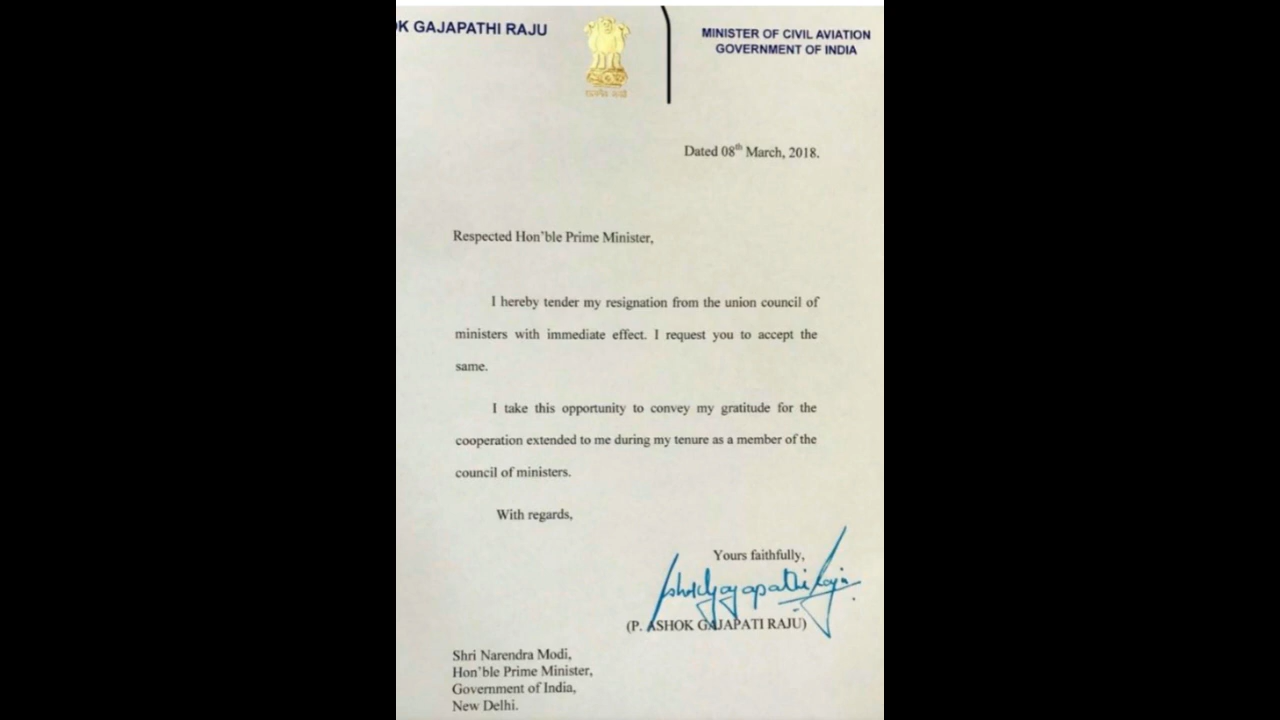 OK GAJAPATHI RAJU
MINISTER OF CIVIL AVIATION
GOVERNMENT OF INDIA
Dated 08th March, 2018.
Respected Hon'ble Prime Minister,
I hereby tender my resignation from the union council of
ministers with immediate effect. I request you to accept the
same.
I take this opportunity to convey my gratitude for the
cooperation extended to me during my tenure as a member of the
council of ministers.
With regards,
Yours faithfully,
Ashok Gajapathi Raju
(P. ASHOK GAJAPATI RAJU)
Shri Narendra Modi,
Hon'ble Prime Minister,
Government of India,
New Delhi.